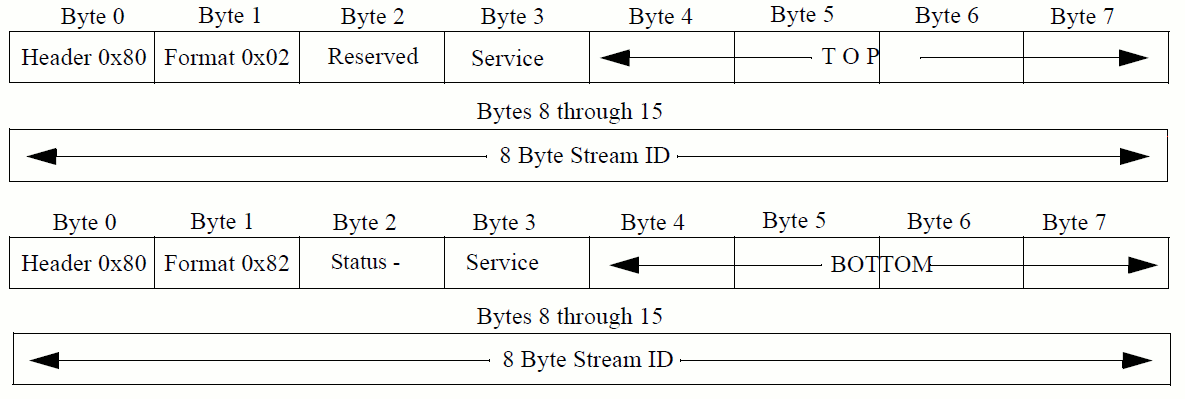 Byte 0 Byte 1 Byte 2 Byte 3 Byte 4 Byte 5 Byte 6 Byte 7
Header 0x80 Format 0x02 Reserved Service T O P
Bytes 8 through 15
8 Byte Stream ID
Byte 0 Byte 1 Byte 2 Byte 3 Byte 4 Byte 5 Byte 6 Byte 7
Header 0x80 Format 0x82 Status - Service BOTTOM
Bytes 8 through 15
8 Byte Stream ID